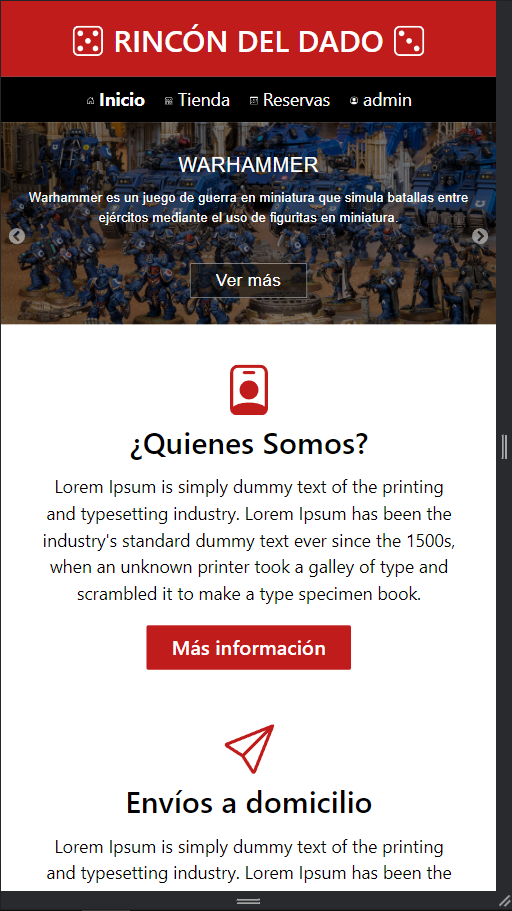 RINCÓN DEL DADO
Inicio Tienda Reservas admin
WARHAMMER
Warhammer es un juego de guerra en miniatura que simula batallas entre
ejércitos mediante el uso de figuritas en miniatura.
Ver más
¿Quienes Somos?
Lorem Ipsum is simply dummy text of the printing
and typesetting industry. Lorem Ipsum has been the
industry's standard dummy text ever since the 1500s,
when an unknown printer took a galley of type and
scrambled it to make a type specimen book.
Más información
Envíos a domicilio
Lorem Ipsum is simply dummy text of the printing
and typesetting industry. Lorem Ipsum has been the